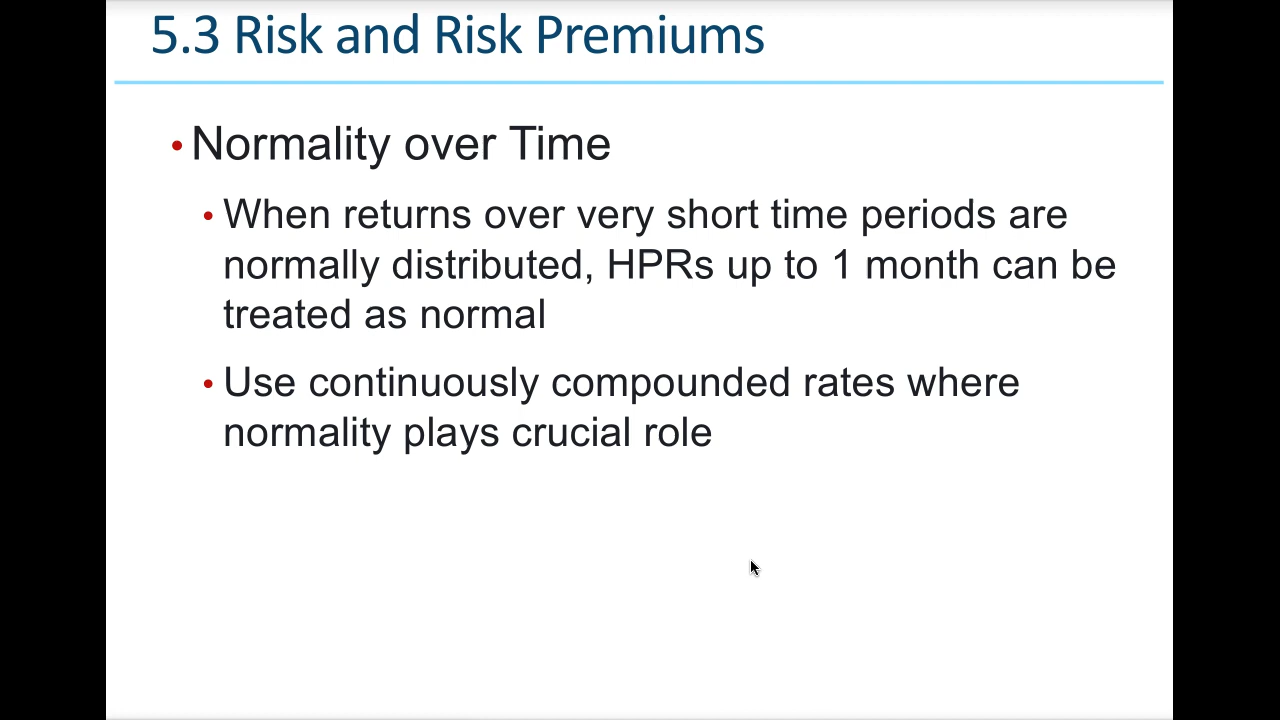 5.3 Risk and Risk Premiums
• Normality over Time
• When returns over very short time periods are
normally distributed, HPRs up to 1 month can be
treated as normal
• Use continuously compounded rates where
normality plays crucial role